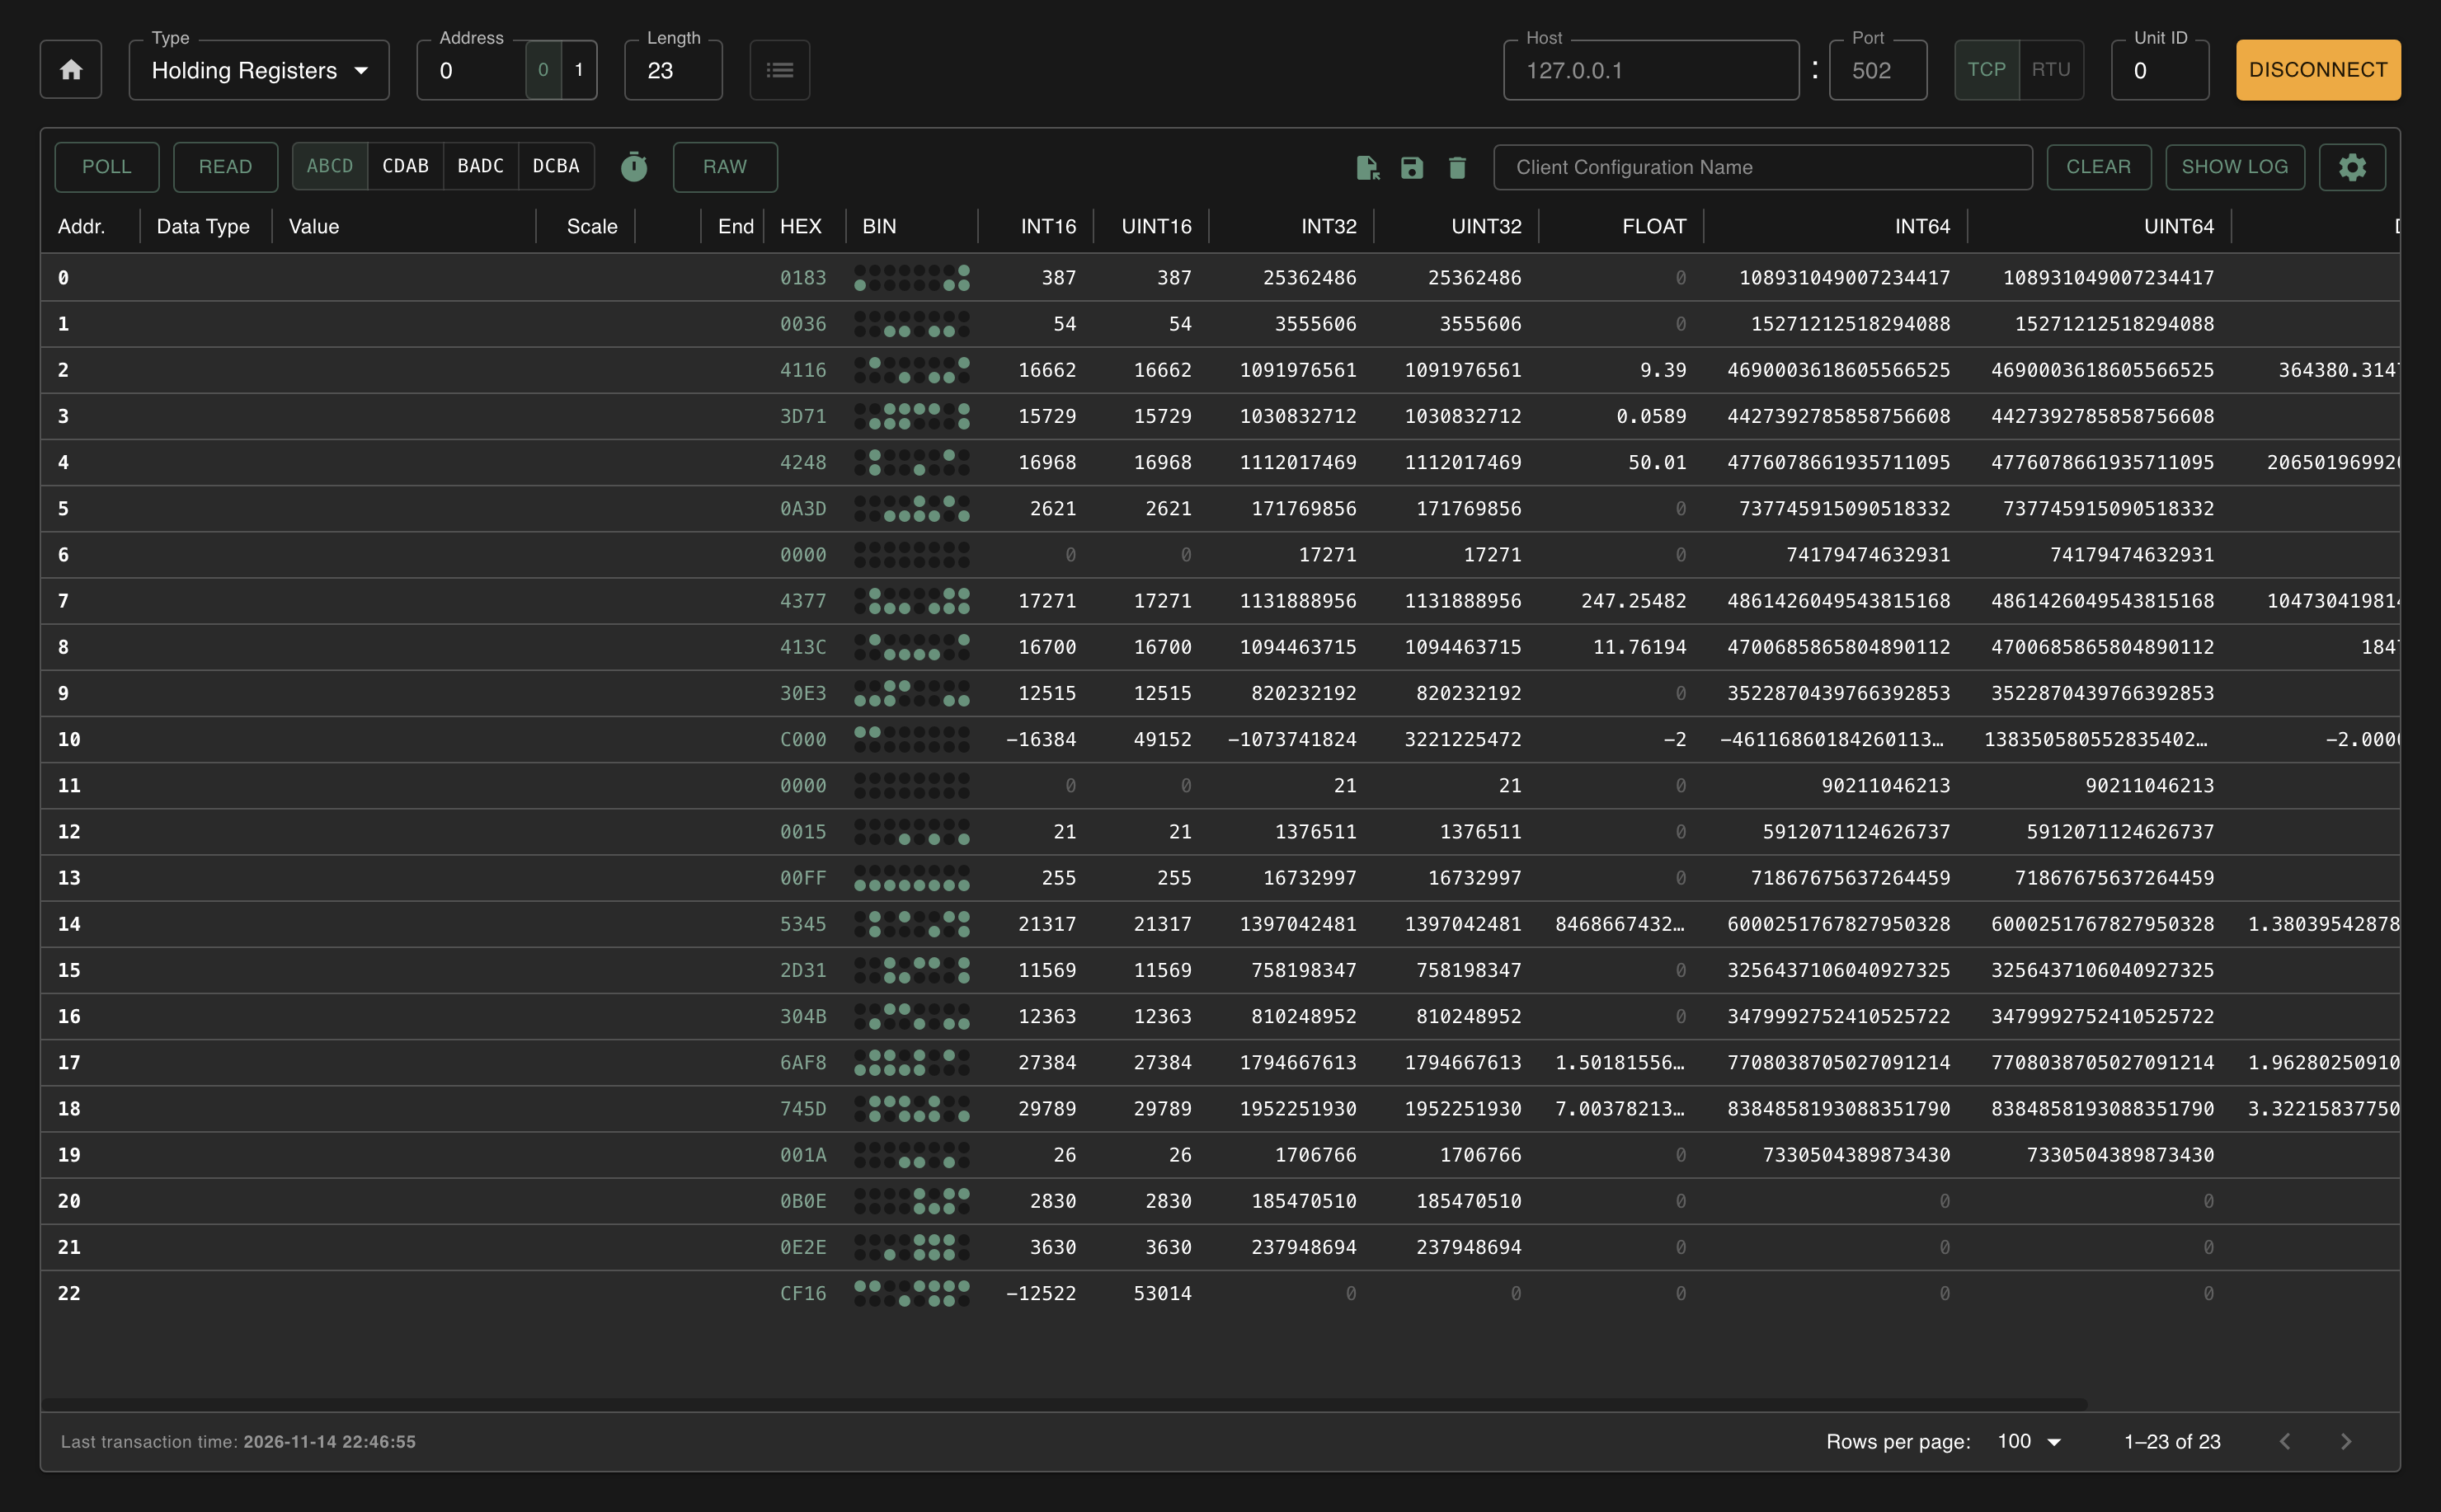 Type Address Length Host Port Unit ID
Holding Registers 0 0 1 23 127.0.0.1 : 502 TCP RTU 0 DISCONNECT
POLL READ ABCD CDAB BADC DCBA RAW Client Configuration Name CLEAR SHOW LOG
Addr. Data Type Value Scale End HEX BIN INT16 UINT16 INT32 UINT32 FLOAT INT64 UINT64
0 0183 387 387 25362486 25362486 0 108931049007234417 108931049007234417
1 0036 54 54 3555606 3555606 0 15271212518294088 15271212518294088
2 4116 16662 16662 1091976561 1091976561 9.39 4690003618605566525 4690003618605566525 364380.314
3 3D71 15729 15729 1030832712 1030832712 0.0589 4427392785858756608 4427392785858756608
4 4248 16968 16968 1112017469 1112017469 50.01 4776078661935711095 4776078661935711095 20650196992
5 0A3D 2621 2621 171769856 171769856 0 737745915090518332 737745915090518332
6 0000 0 0 17271 17271 0 74179474632931 74179474632931
7 4377 17271 17271 1131888956 1131888956 247.25482 4861426049543815168 4861426049543815168 10473041981
8 413C 16700 16700 1094463715 1094463715 11.76194 4700685865804890112 4700685865804890112 184
9 30E3 12515 12515 820232192 820232192 0 3522870439766392853 3522870439766392853
10 C000 −16384 49152 −1073741824 3221225472 −2 −46116860184260113… 138350580552835402… −2.000
11 0000 0 0 21 21 0 90211046213 90211046213
12 0015 21 21 1376511 1376511 0 5912071124626737 5912071124626737
13 00FF 255 255 16732997 16732997 0 71867675637264459 71867675637264459
14 5345 21317 21317 1397042481 1397042481 8468667432… 6000251767827950328 6000251767827950328 1.38039542878
15 2D31 11569 11569 758198347 758198347 0 3256437106040927325 3256437106040927325
16 304B 12363 12363 810248952 810248952 0 3479992752410525722 3479992752410525722
17 6AF8 27384 27384 1794667613 1794667613 1.50181556… 7708038705027091214 7708038705027091214 1.96280250910
18 745D 29789 29789 1952251930 1952251930 7.00378213… 8384858193088351790 8384858193088351790 3.32215837750
19 001A 26 26 1706766 1706766 0 7330504389873430 7330504389873430
20 0B0E 2830 2830 185470510 185470510 0 0 0
21 0E2E 3630 3630 237948694 237948694 0 0 0
22 CF16 −12522 53014 0 0 0 0 0
Last transaction time: 2026-11-14 22:46:55 Rows per page: 100 1–23 of 23